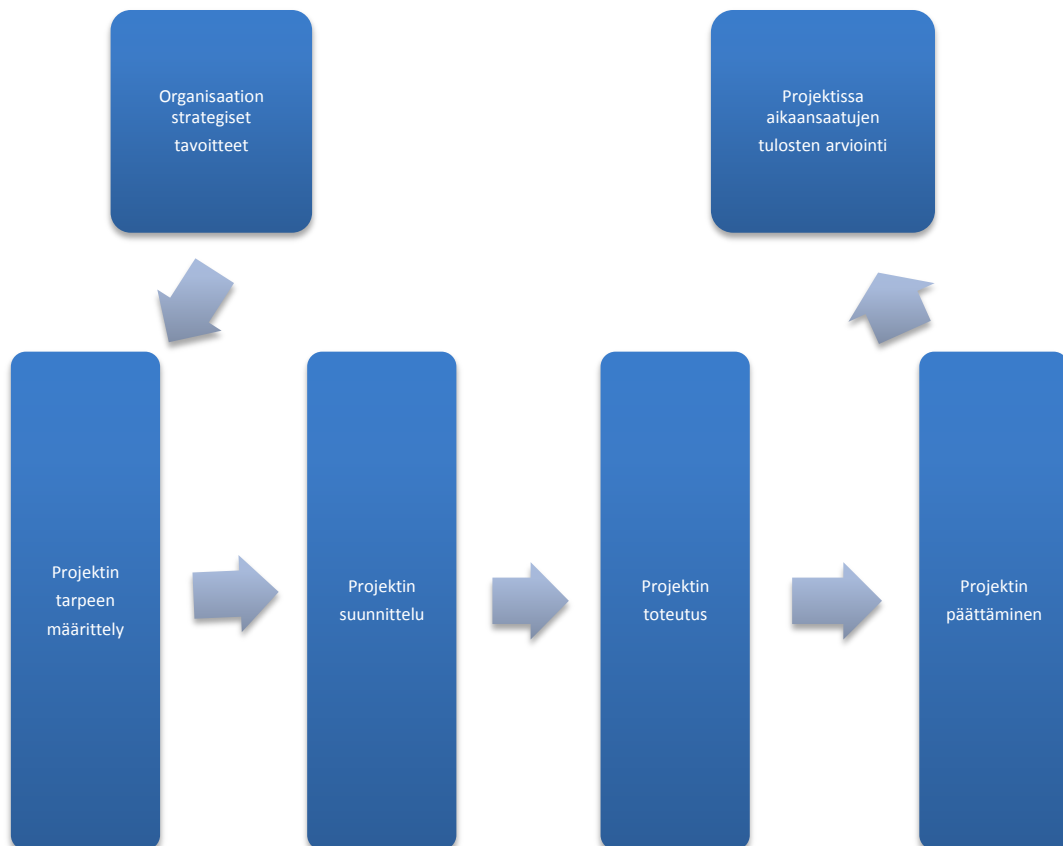 Organisaation
strategiset
tavoitteet
Projektissa
aikaansaatujen
tulosten arviointi
Projektin
tarpeen
määrittely
Projektin
suunnittelu
Projektin
toteutus
Projektin
päättäminen